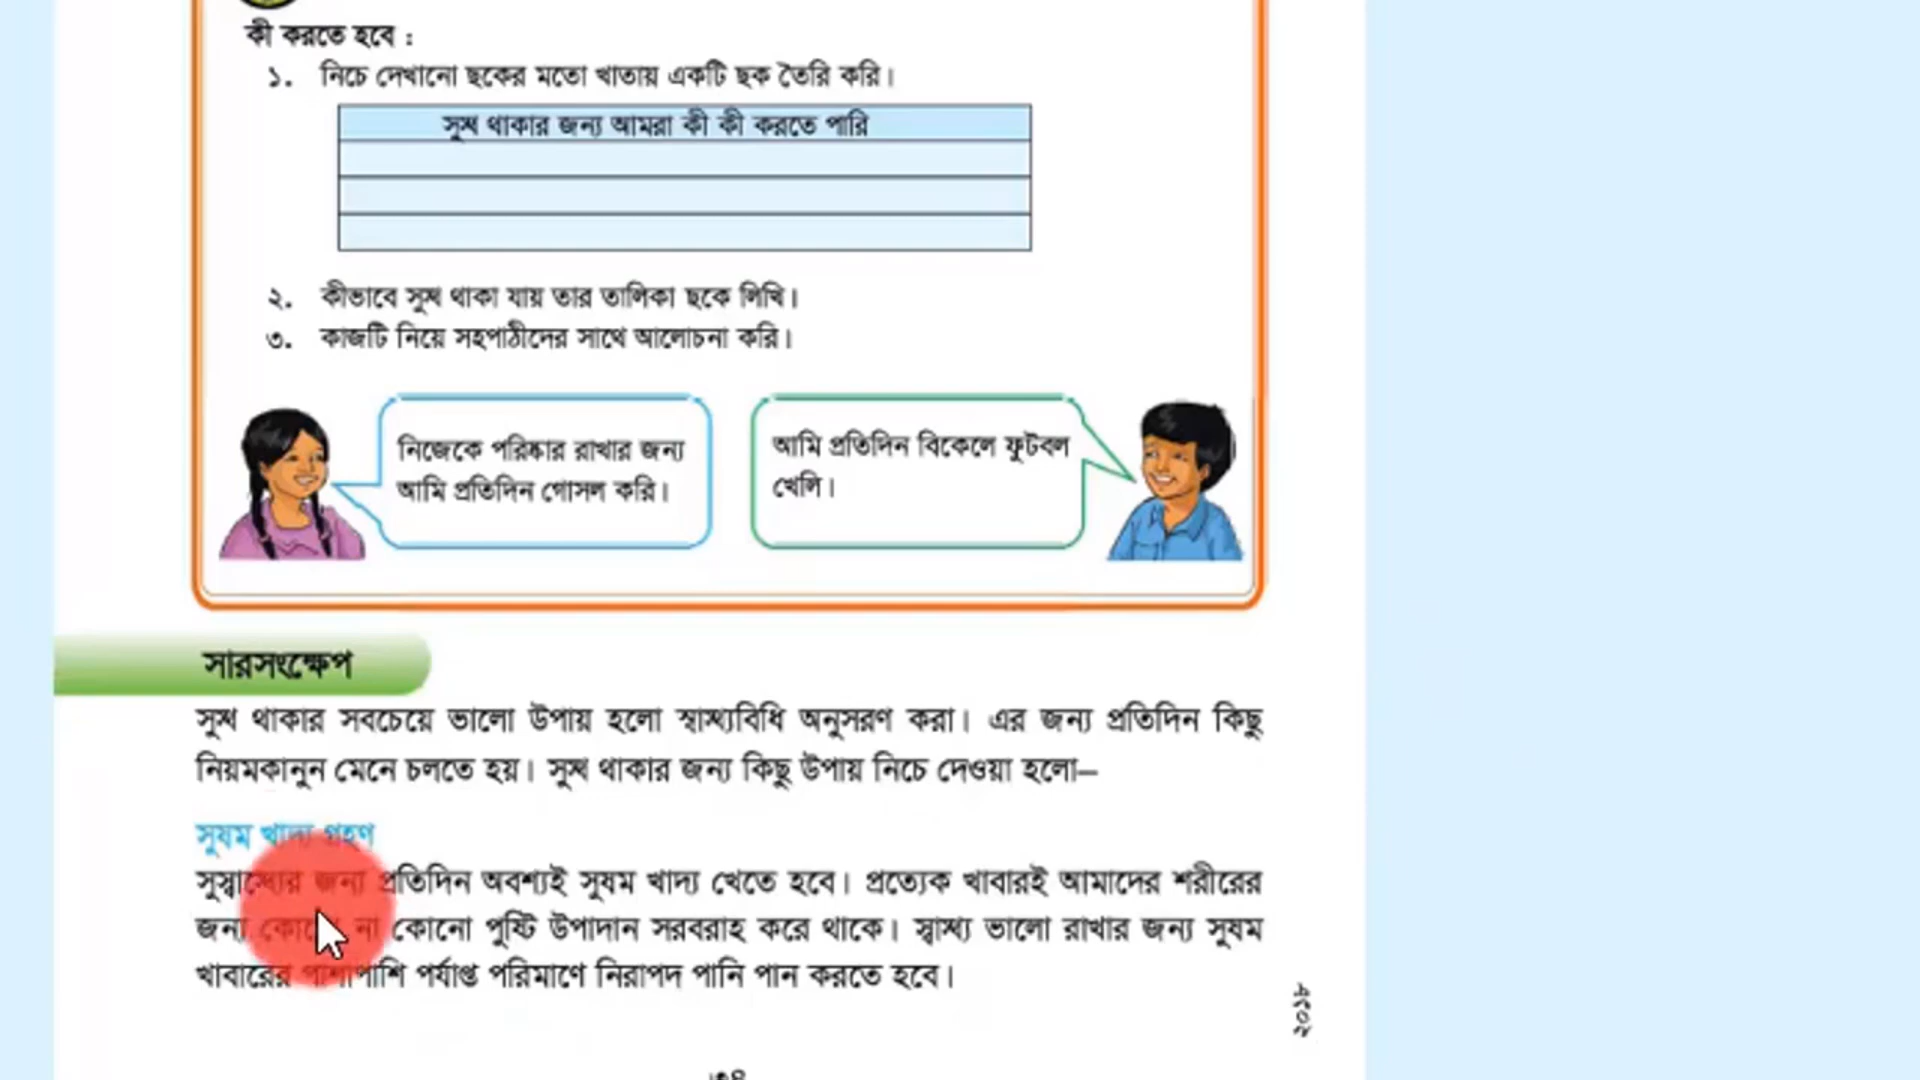 কী করতে হবে :
১. নিচে দেখানো ছকের মতো খাতায় একটি ছক তৈরি করি।
সুস্থ থাকার জন্য আমরা কী কী করতে পারি
২. কীভাবে সুস্থ থাকা যায় তার তালিকা ছকে লিখি।
৩. কাজটি নিয়ে সহপাঠীদের সাথে আলোচনা করি।
নিজেকে পরিষ্কার রাখার জন্য
আমি প্রতিদিন গোসল করি।
আমি প্রতিদিন বিকেলে ফুটবল
খেলি।
সারসংক্ষেপ
সুস্থ থাকার সবচেয়ে ভালো উপায় হলো স্বাস্থ্যবিধি অনুসরণ করা। এর জন্য প্রতিদিন কিছু
নিয়মকানুন মেনে চলতে হয়। সুস্থ থাকার জন্য কিছু উপায় নিচে দেওয়া হলো–
সুষম খাদ্য গ্রহণ
সুস্বাস্থ্যের জন্য প্রতিদিন অবশ্যই সুষম খাদ্য খেতে হবে। প্রত্যেক খাবারই আমাদের শরীরের
জন্য কোনো না কোনো পুষ্টি উপাদান সরবরাহ করে থাকে। স্বাস্থ্য ভালো রাখার জন্য সুষম
খাবারের পাশাপাশি পর্যাপ্ত পরিমাণে নিরাপদ পানি পান করতে হবে।
২০১৮
৩৪